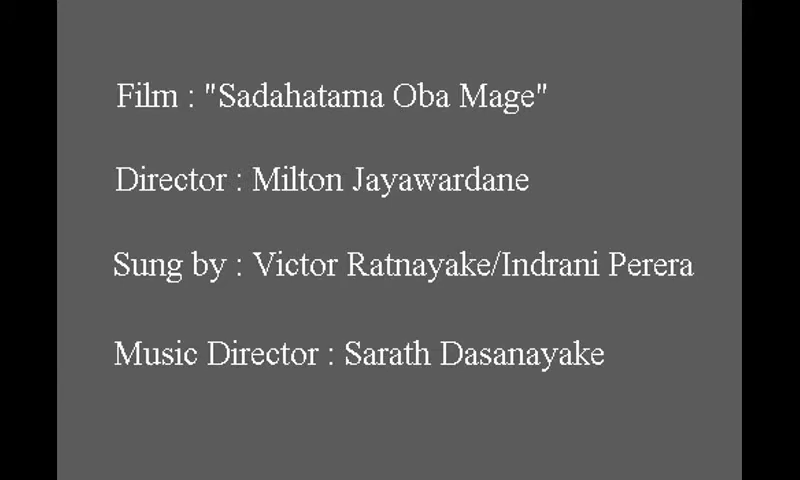 Film : "Sadahatama Oba Mage"
Director : Milton Jayawardane
Sung by : Victor Ratnayake/Indrani Perera
Music Director : Sarath Dasanayake